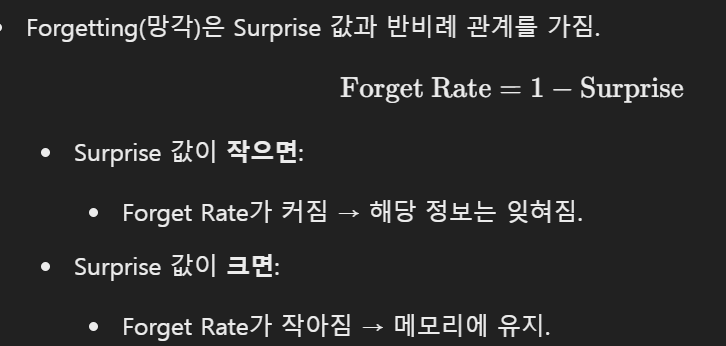 Forgetting(망각)은 Surprise 값과 반비례 관계를 가짐.
Forget Rate = 1 − Surprise
Surprise 값이 작으면:
Forget Rate가 커짐 → 해당 정보는 잊혀짐.
Surprise 값이 크면:
Forget Rate가 작아짐 → 메모리에 유지.